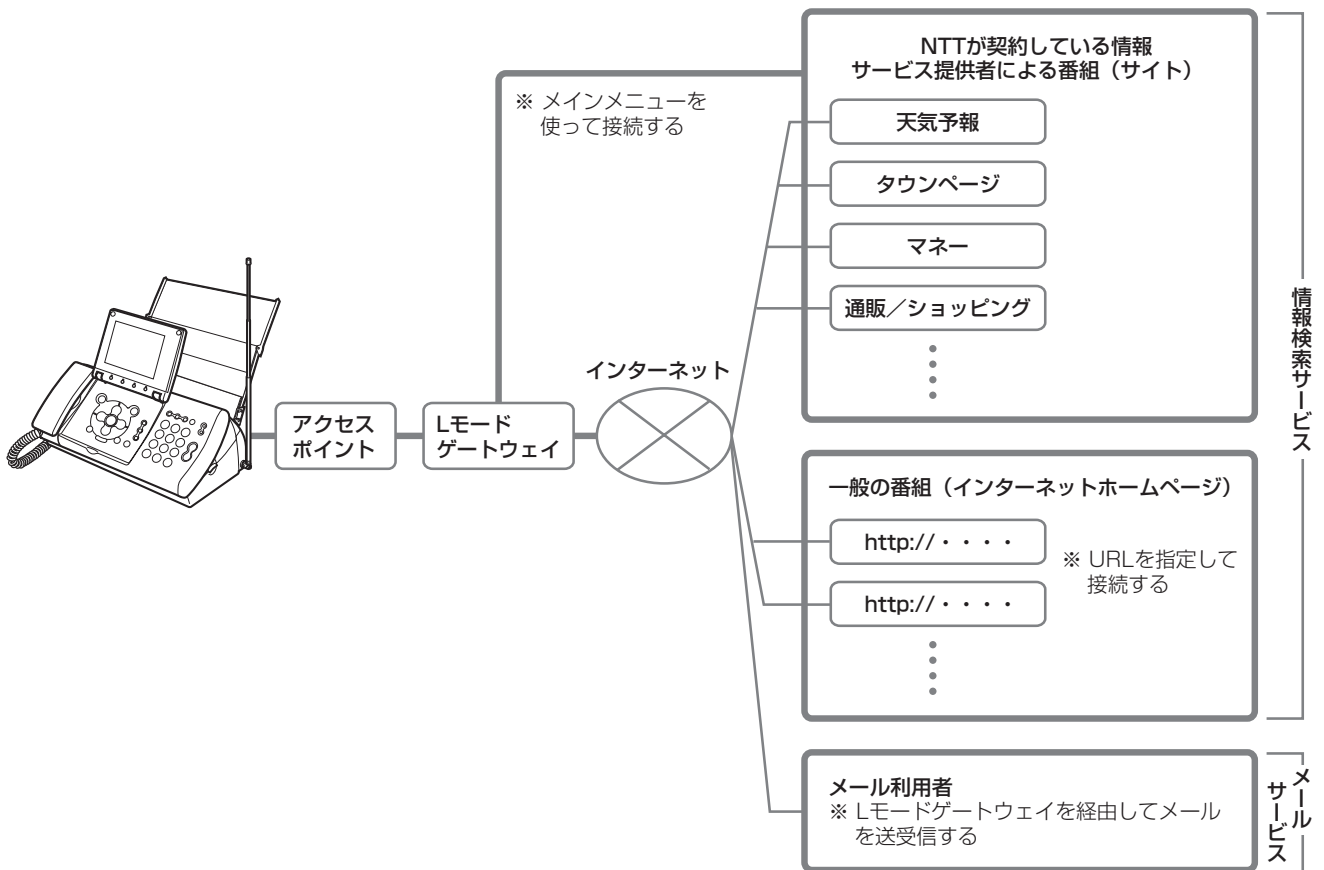 NTTが契約している情報
サービス提供者による番組（サイト）
※ メインメニューを
使って接続する
天気予報
タウンページ
マネー
通販／ショッピング
インターネット
アクセス
ポイント
Lモード
ゲートウェイ
情報検索サービス
一般の番組（インターネットホームページ）
http://・・・・
※ URLを指定して
接続する
http://・・・・
メール利用者
※ Lモードゲートウェイを経由してメール
を送受信する
メール
サービス